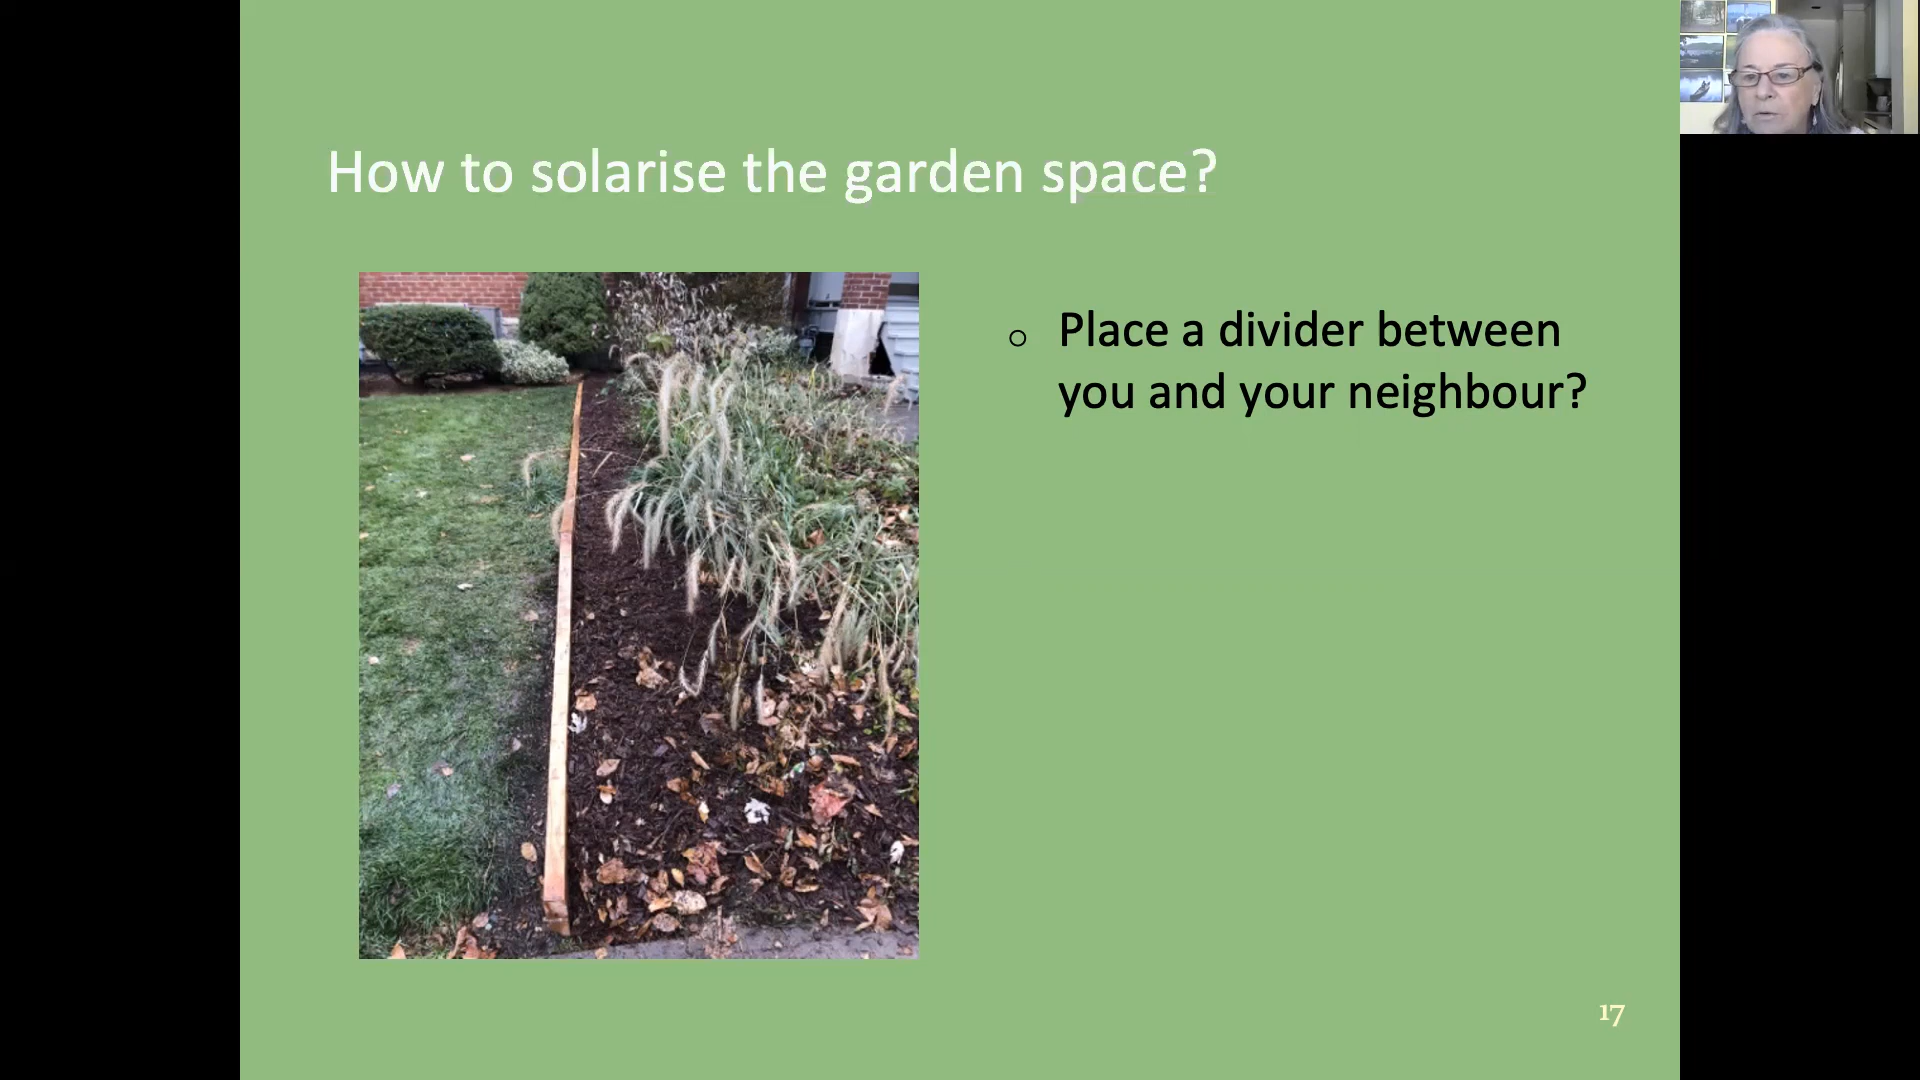 How to solarise the garden space?
Place a divider between
you and your neighbour?
17